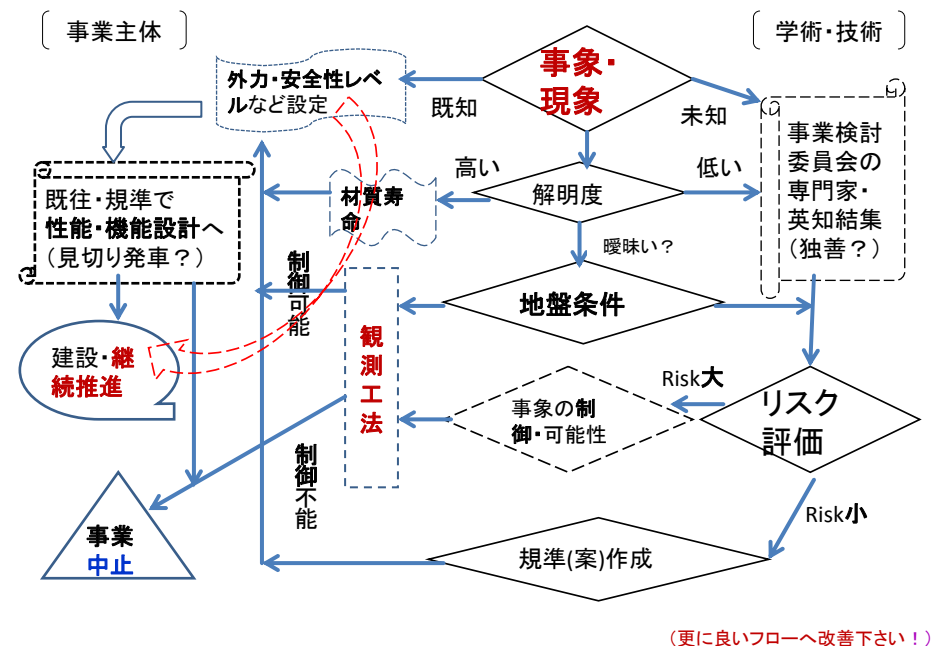 事業主体
学術・技術
事象・
現象
外力・安全性レベ
ルなど設定
既知
未知
事業検討
委員会の
専門家・
英知結集
(独善?)
高い
解明度
低い
材質寿
命
既往・規準で
性能・機能設計へ
(見切り発車?)
曖昧い?
制御可能
地盤条件
観測工法
建設・継
続推進
Risk大
事象の制
御・可能性
リスク
評価
制御不能
Risk小
事業
中止
規準(案)作成
(更に良いフローへ改善下さい!)